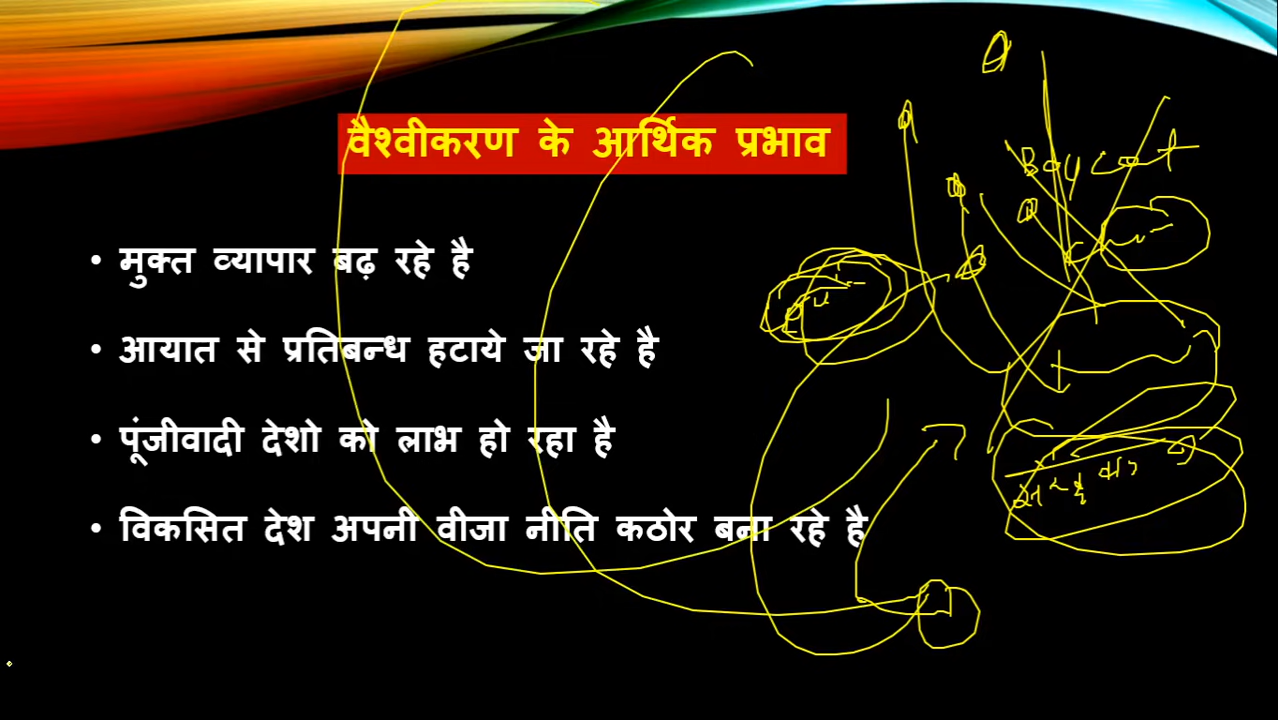 वैश्वीकरण के आर्थिक प्रभाव
• मुक्त व्यापार बढ़ रहे है
• आयात से प्रतिबन्ध हटाये जा रहे है
• पूंजीवादी देशो को लाभ हो रहा है
• विकसित देश अपनी वीजा नीति कठोर बना रहे है
Boycott